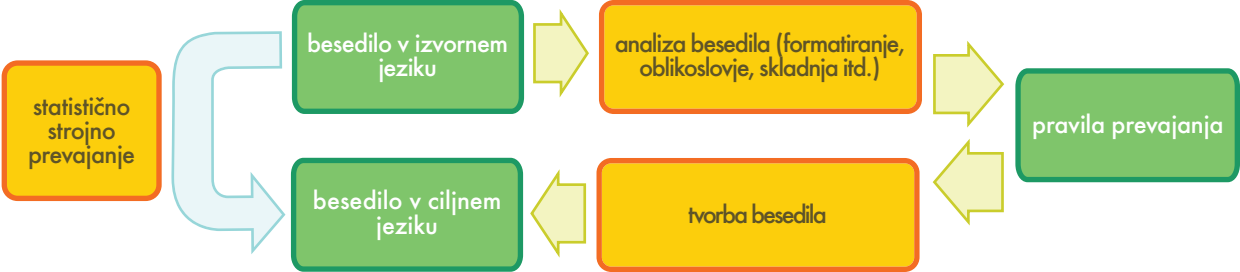 statistično
strojno
prevajanje
besedilo v izvornem
jeziku
analiza besedila (formatiranje,
oblikoslovje, skladnja itd.)
pravila prevajanja
tvorba besedila
besedilo v ciljnem
jeziku